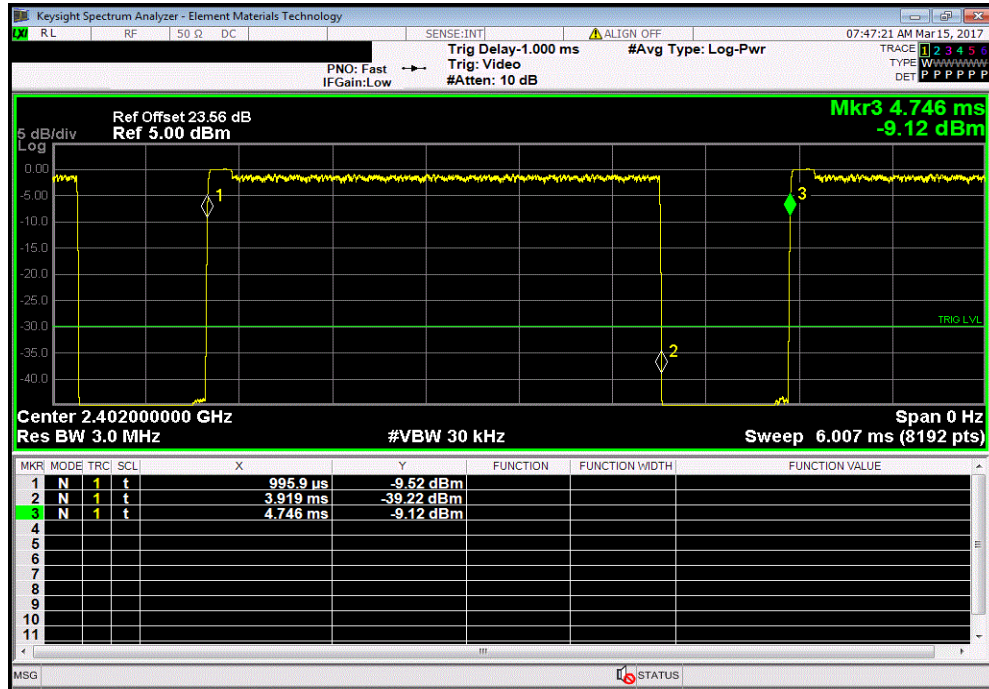 Keysight Spectrum Analyzer - Element Materials Technology
LXI RL RF 50 Ω DC SENSE:INT ALIGN OFF 07:47:21 AM Mar 15, 2017
Trig Delay-1.000 ms #Avg Type: Log-Pwr TRACE 1 2 3 4 5 6
PNO: Fast Trig: Video TYPE WWWWWW
IFGain:Low #Atten: 10 dB DET P P P P P P
Mkr3 4.746 ms
-9.12 dBm
Ref Offset 23.56 dB
5 dB/div Ref 5.00 dBm
Log
0.00
-5.00
-10.0
-15.0
-20.0
-25.0
-30.0
-35.0
-40.0
1
2
3
TRIG LVL
Center 2.402000000 GHz Span 0 Hz
Res BW 3.0 MHz #VBW 30 kHz Sweep 6.007 ms (8192 pts)
MKR MODE TRC SCL X Y FUNCTION FUNCTION WIDTH FUNCTION VALUE
1 N 1 t 995.9 µs -9.52 dBm
2 N 1 t 3.919 ms -39.22 dBm
3 N 1 t 4.746 ms -9.12 dBm
4
5
6
7
8
9
10
11
MSG STATUS